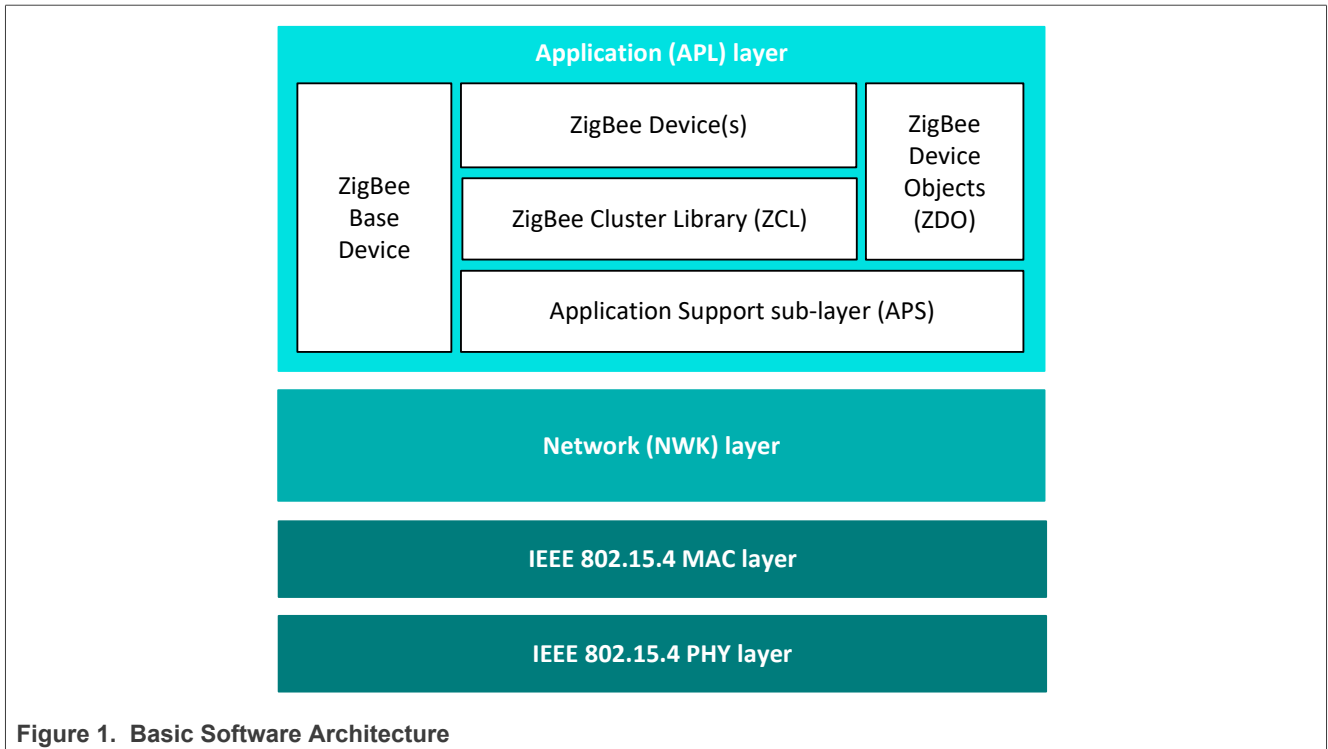 Application (APL) layer
ZigBee
Base
Device
ZigBee Device(s)
ZigBee Cluster Library (ZCL)
ZigBee
Device
Objects
(ZDO)
Application Support sub-layer (APS)
Network (NWK) layer
IEEE 802.15.4 MAC layer
IEEE 802.15.4 PHY layer
Figure 1. Basic Software Architecture